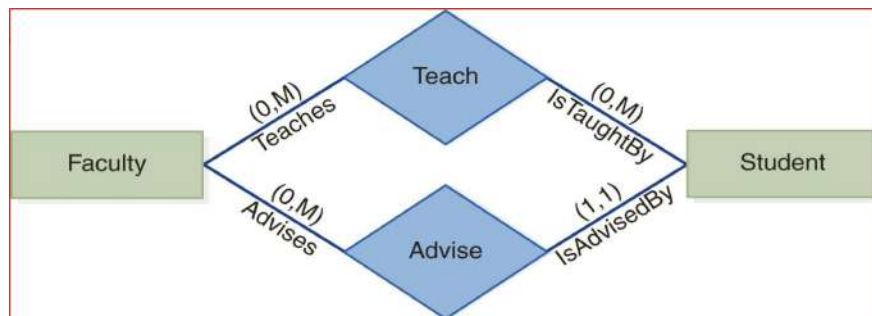 Teach
(0,M)
Teaches
(0,M)
IsTaughtBy
Faculty
Student
(0,M)
Advises
(1,1)
IsAdvisedBy
Advise